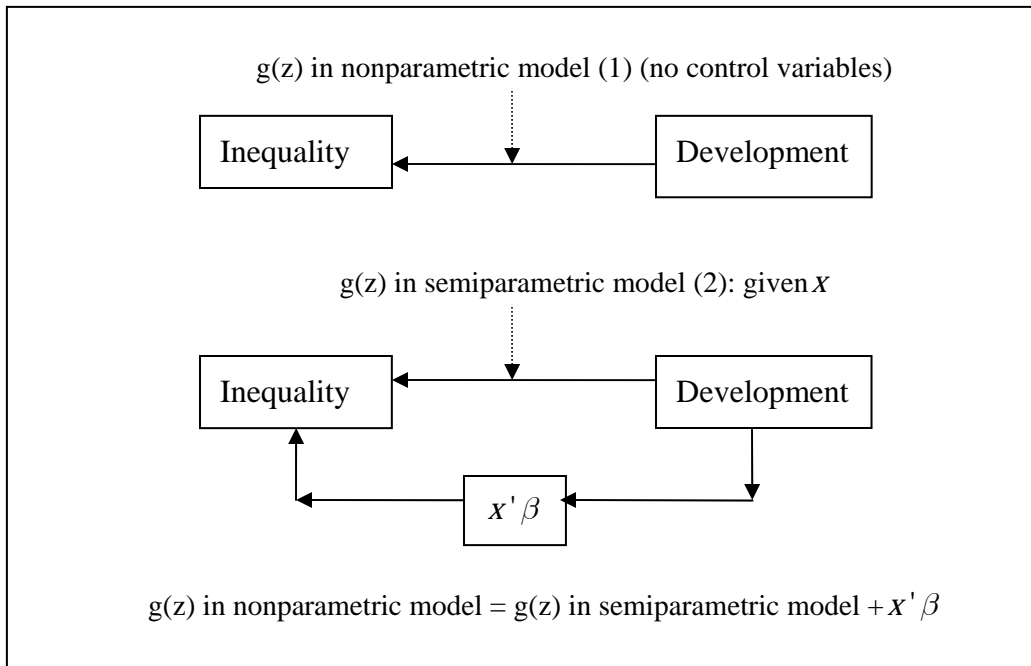 g(z) in nonparametric model (1) (no control variables)
Inequality Development
g(z) in semiparametric model (2): given x
Inequality Development
x'β
g(z) in nonparametric model = g(z) in semiparametric model + x'β